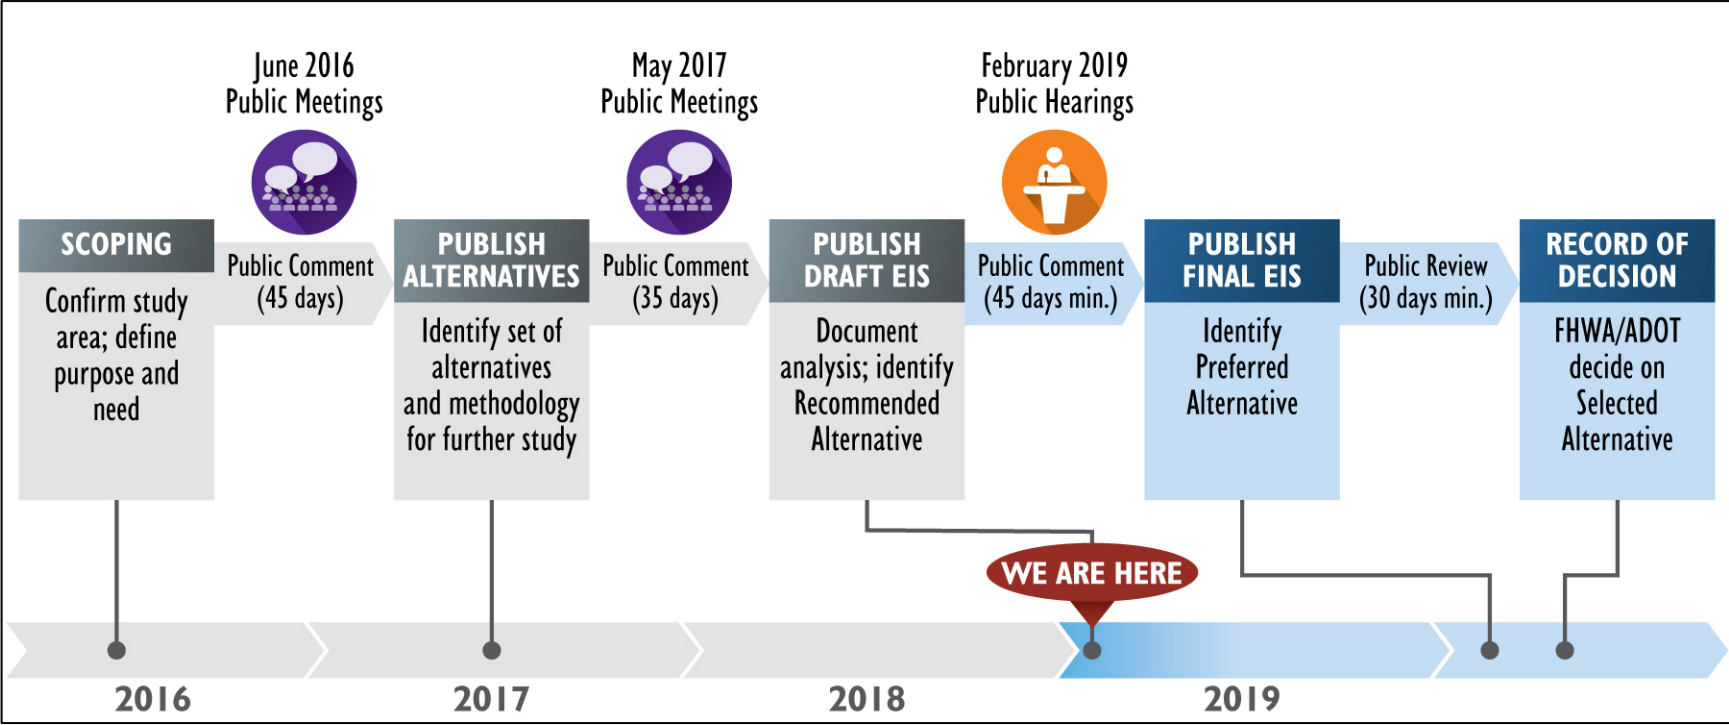 June 2016
Public Meetings
May 2017
Public Meetings
February 2019
Public Hearings
SCOPING
Confirm study
area; define
purpose and
need
Public Comment
(45 days)
PUBLISH
ALTERNATIVES
Identify set of
alternatives
and methodology
for further study
Public Comment
(35 days)
PUBLISH
DRAFT EIS
Document
analysis; identify
Recommended
Alternative
Public Comment
(45 days min.)
PUBLISH
FINAL EIS
Identify
Preferred
Alternative
Public Review
(30 days min.)
RECORD OF
DECISION
FHWA/ADOT
decide on
Selected
Alternative
WE ARE HERE
2016
2017
2018
2019